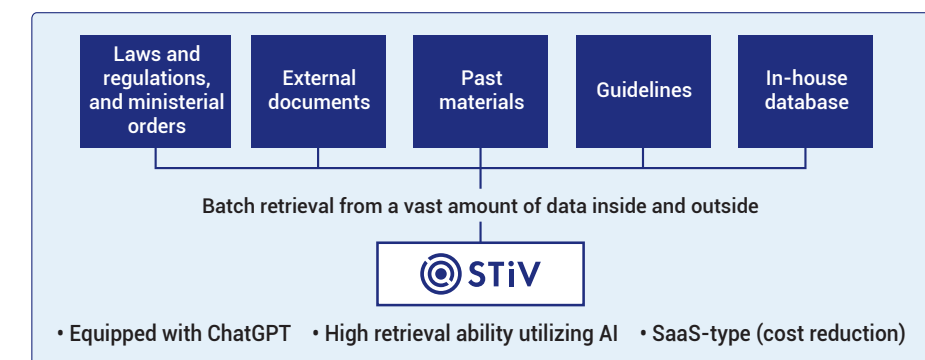 Laws and
regulations,
and ministerial
orders
External
documents
Past
materials
Guidelines
In-house
database
Batch retrieval from a vast amount of data inside and outside
STiV
• Equipped with ChatGPT • High retrieval ability utilizing AI • SaaS-type (cost reduction)